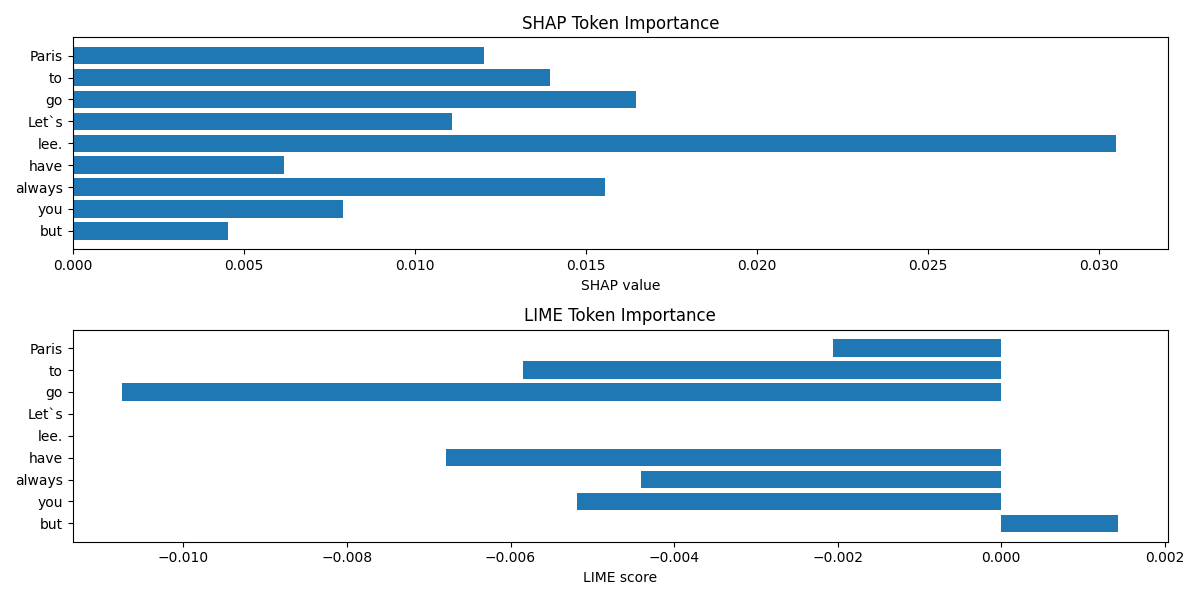 SHAP Token Importance
Paris
to
go
Let`s
lee.
have
always
you
but
0.000 0.005 0.010 0.015 0.020 0.025 0.030
SHAP value
LIME Token Importance
Paris
to
go
Let`s
lee.
have
always
you
but
−0.010 −0.008 −0.006 −0.004 −0.002 0.000 0.002
LIME score